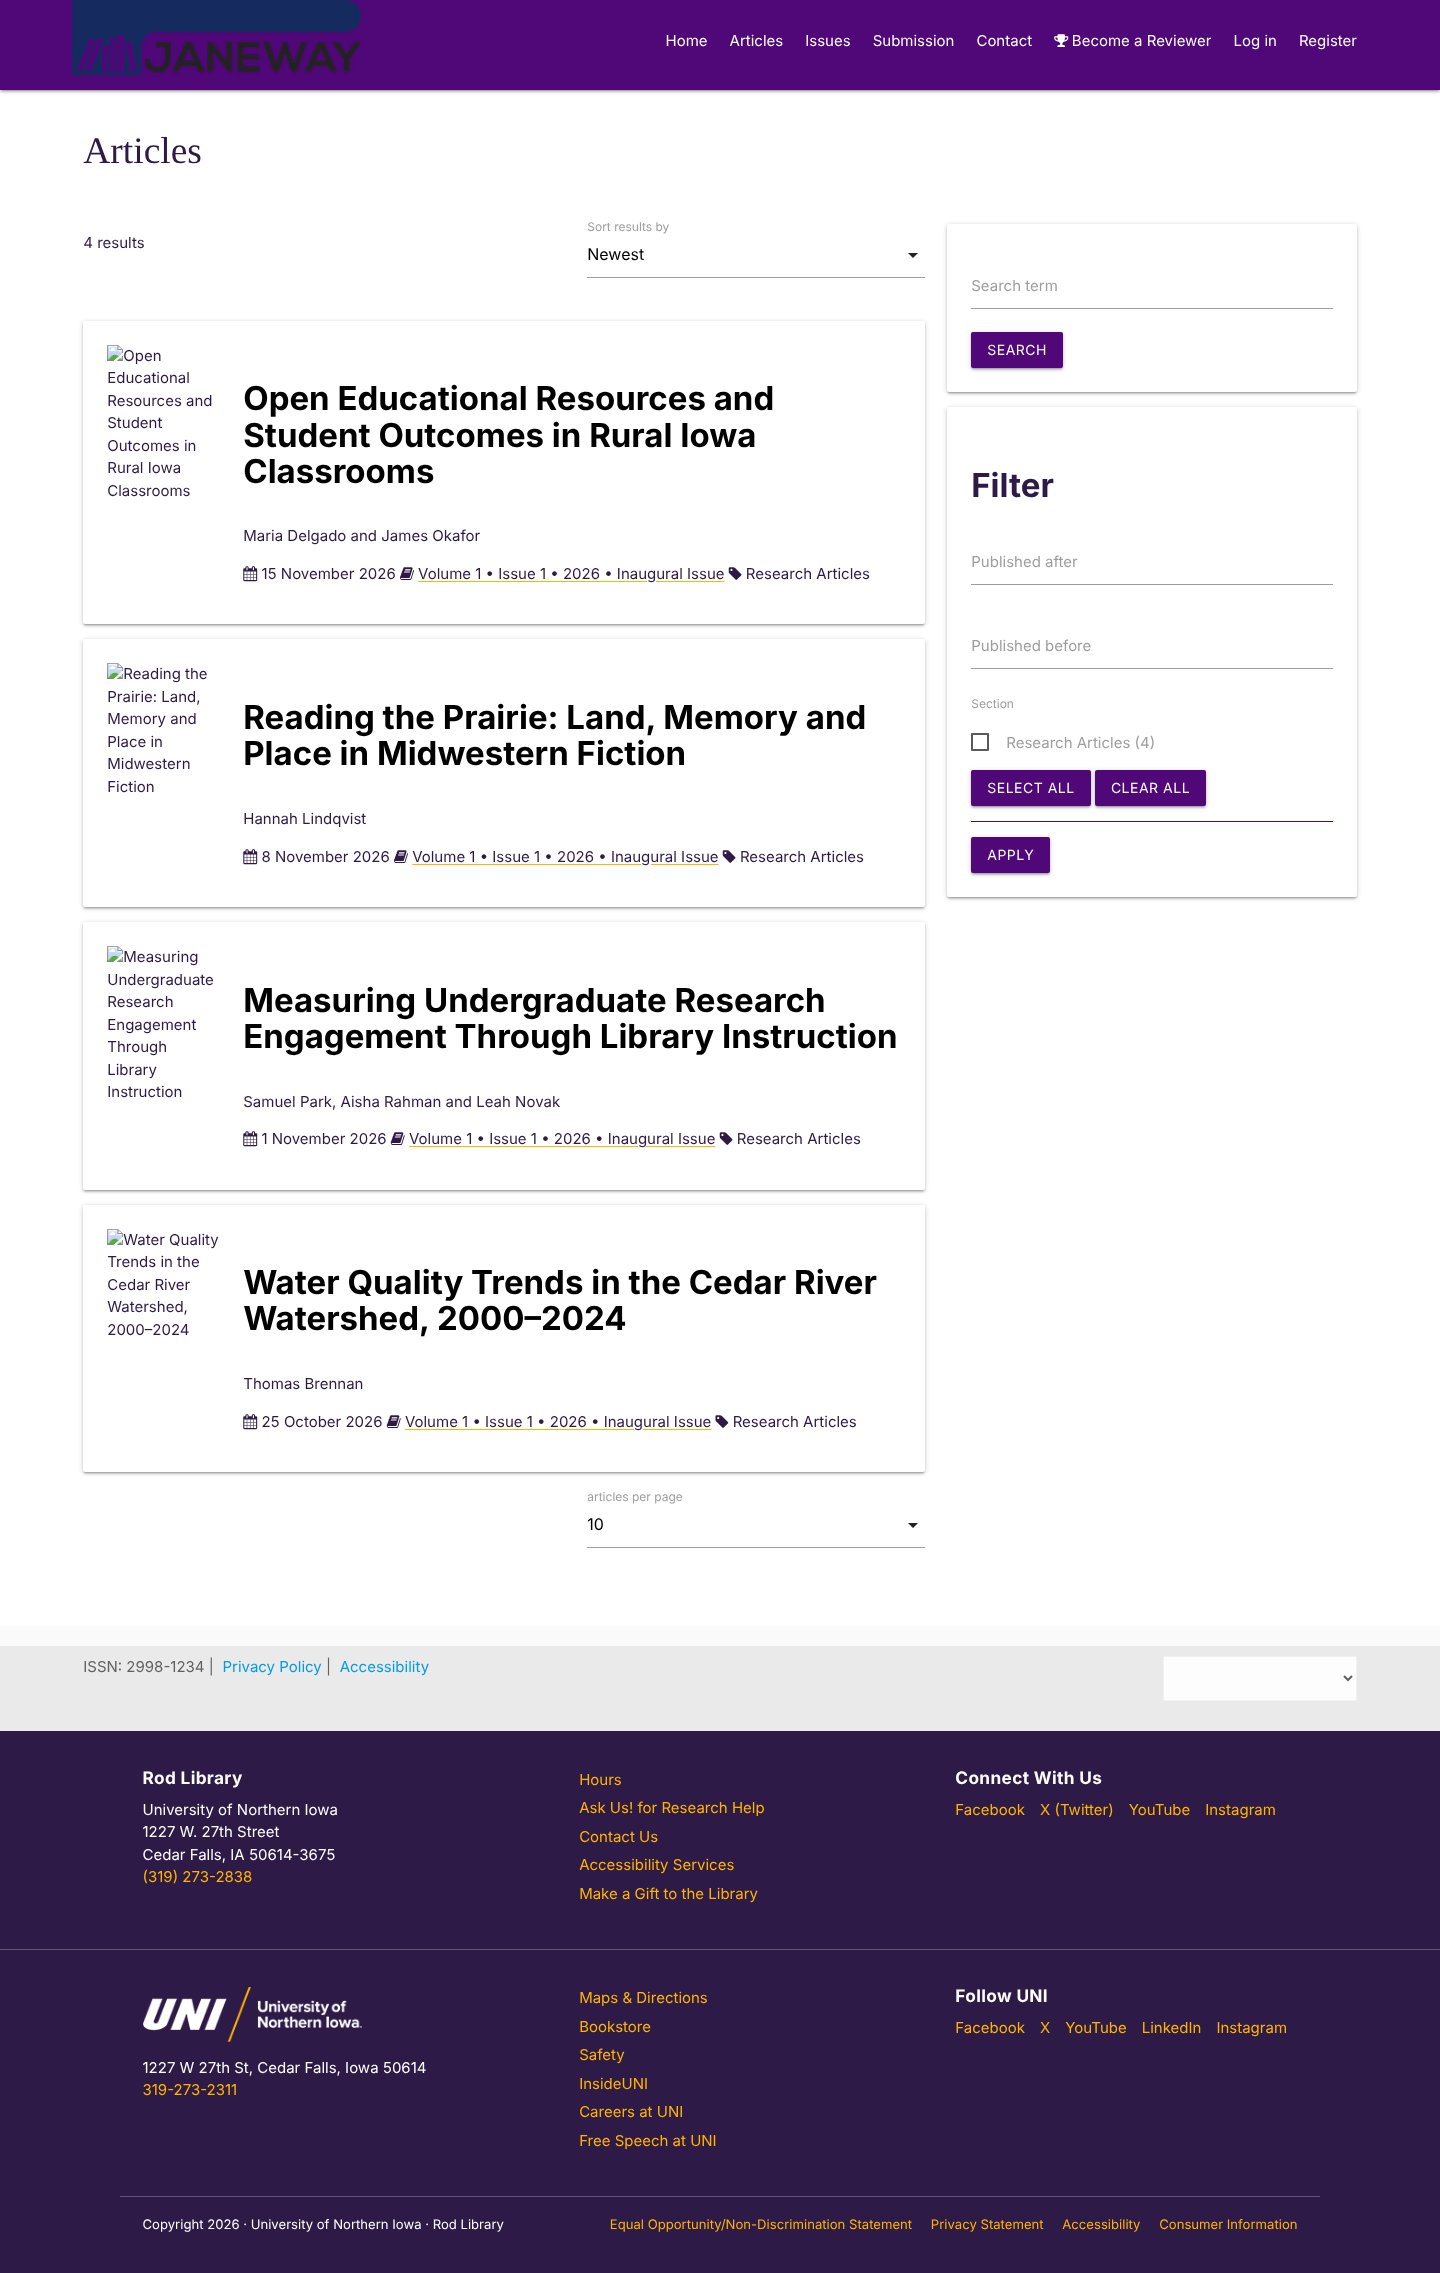 JANEWAY
Home Articles Issues Submission Contact Become a Reviewer Log in Register
Articles
4 results
Sort results by
Newest
Search term
SEARCH
Open Educational Resources and Student Outcomes in Rural Iowa Classrooms
Open Educational Resources and
Student Outcomes in Rural Iowa
Classrooms
Maria Delgado and James Okafor
15 November 2026 Volume 1 • Issue 1 • 2026 • Inaugural Issue Research Articles
Filter
Published after
Published before
Section
Research Articles (4)
SELECT ALL CLEAR ALL
APPLY
Reading the
Prairie: Land,
Memory and
Place in
Midwestern
Fiction
Reading the Prairie: Land, Memory and
Place in Midwestern Fiction
Hannah Lindqvist
8 November 2026 Volume 1 • Issue 1 • 2026 • Inaugural Issue Research Articles
Measuring
Undergraduate
Research
Engagement
Through
Library
Instruction
Measuring Undergraduate Research
Engagement Through Library Instruction
Samuel Park, Aisha Rahman and Leah Novak
1 November 2026 Volume 1 • Issue 1 • 2026 • Inaugural Issue Research Articles
Water Quality
Trends in the
Cedar River
Watershed,
2000–2024
Water Quality Trends in the Cedar River
Watershed, 2000–2024
Thomas Brennan
25 October 2026 Volume 1 • Issue 1 • 2026 • Inaugural Issue Research Articles
articles per page
10
ISSN: 2998-1234 | Privacy Policy | Accessibility
Rod Library
University of Northern Iowa
1227 W. 27th Street
Cedar Falls, IA 50614-3675
(319) 273-2838
Hours
Ask Us! for Research Help
Contact Us
Accessibility Services
Make a Gift to the Library
Connect With Us
Facebook X (Twitter) YouTube Instagram
UNI University of
Northern Iowa.
1227 W 27th St, Cedar Falls, Iowa 50614
319-273-2311
Maps & Directions
Bookstore
Safety
InsideUNI
Careers at UNI
Free Speech at UNI
Follow UNI
Facebook X YouTube LinkedIn Instagram
Copyright 2026 · University of Northern Iowa · Rod Library
Equal Opportunity/Non-Discrimination Statement Privacy Statement Accessibility Consumer Information